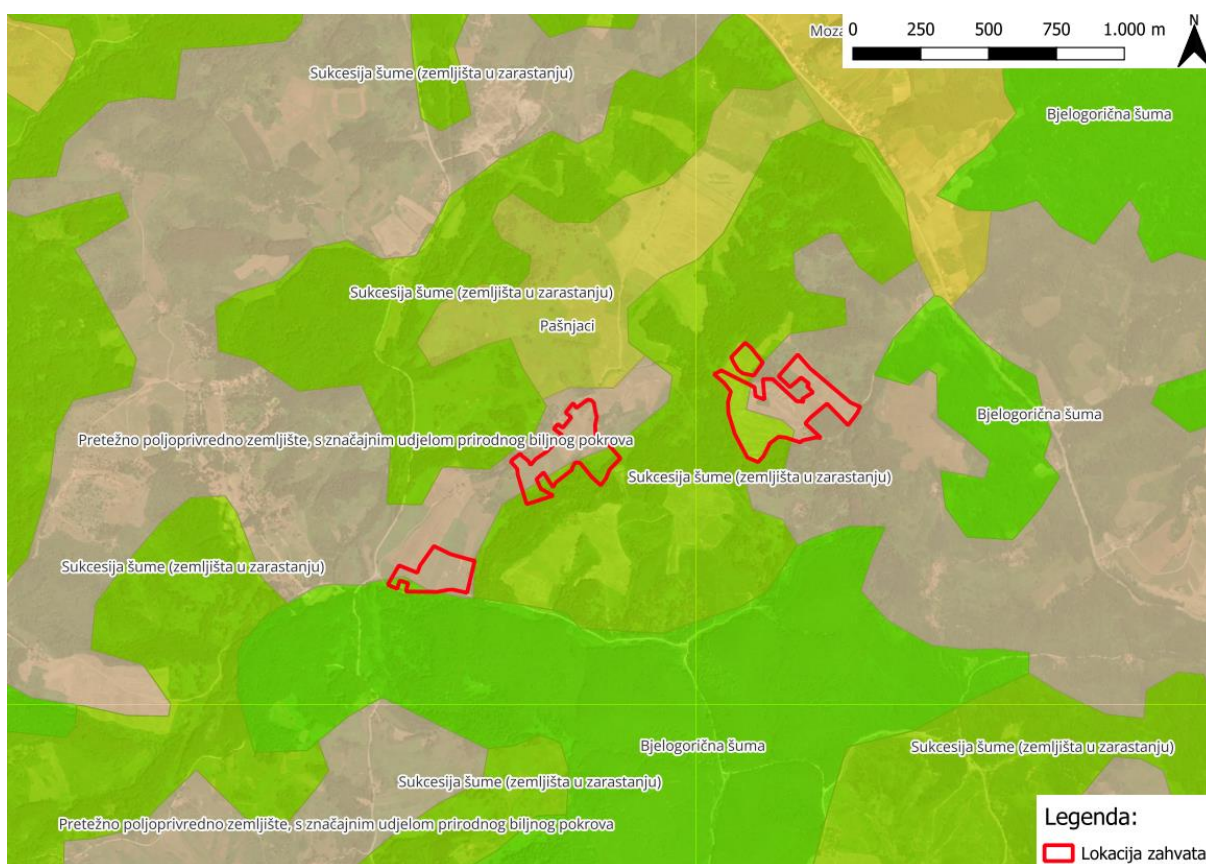 0 250 500 750 1.000 m
N
Moza
Sukcesija šume (zemljišta u zarastanju)
Bjelogorična šuma
Sukcesija šume (zemljišta u zarastanju)
Pašnjaci
Bjelogorična šuma
Pretežno poljoprivredno zemljište, s značajnim udjelom prirodnog biljnog pokrova
Sukcesija šume (zemljišta u zarastanju)
Sukcesija šume (zemljišta u zarastanju)
Bjelogorična šuma
Sukcesija šume (zemljišta u zarastanju)
Sukcesija šume (zemljišta u zarastanju)
Pretežno poljoprivredno zemljište, s značajnim udjelom prirodnog biljnog pokrova
Legenda:
Lokacija zahvata